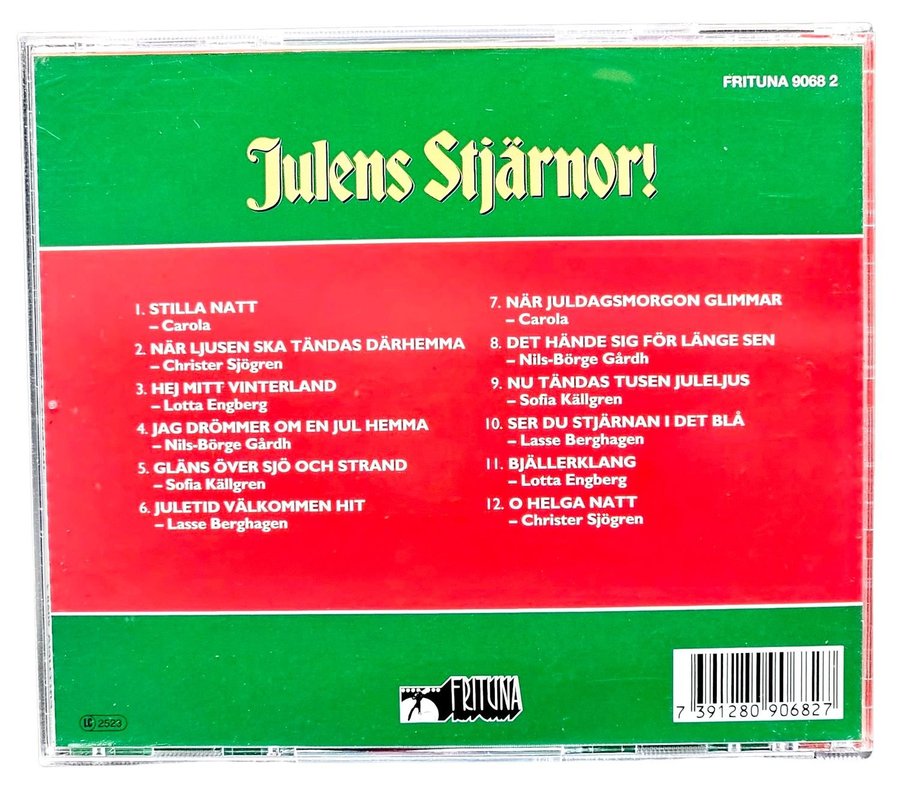 FRITUNA 9068 2
Julens Stjärnor!
1. STILLA NATT
– Carola
2. NÄR LJUSEN SKA TÄNDAS DÄRHEMMA
– Christer Sjögren
3. HEJ MITT VINTERLAND
– Lotta Engberg
4. JAG DRÖMMER OM EN JUL HEMMA
– Nils-Börge Gårdh
5. GLÄNS ÖVER SJÖ OCH STRAND
– Sofia Källgren
6. JULETID VÄLKOMMEN HIT
– Lasse Berghagen
7. NÄR JULDAGSMORGON GLIMMAR
– Carola
8. DET HÄNDE SIG FÖR LÄNGE SEN
– Nils-Börge Gårdh
9. NU TÄNDAS TUSEN JULELJUS
– Sofia Källgren
10. SER DU STJÄRNAN I DET BLÅ
– Lasse Berghagen
11. BJÄLLERKLANG
– Lotta Engberg
12. O HELGA NATT
– Christer Sjögren
LC 2523
FRITUNA
7 391280 906827